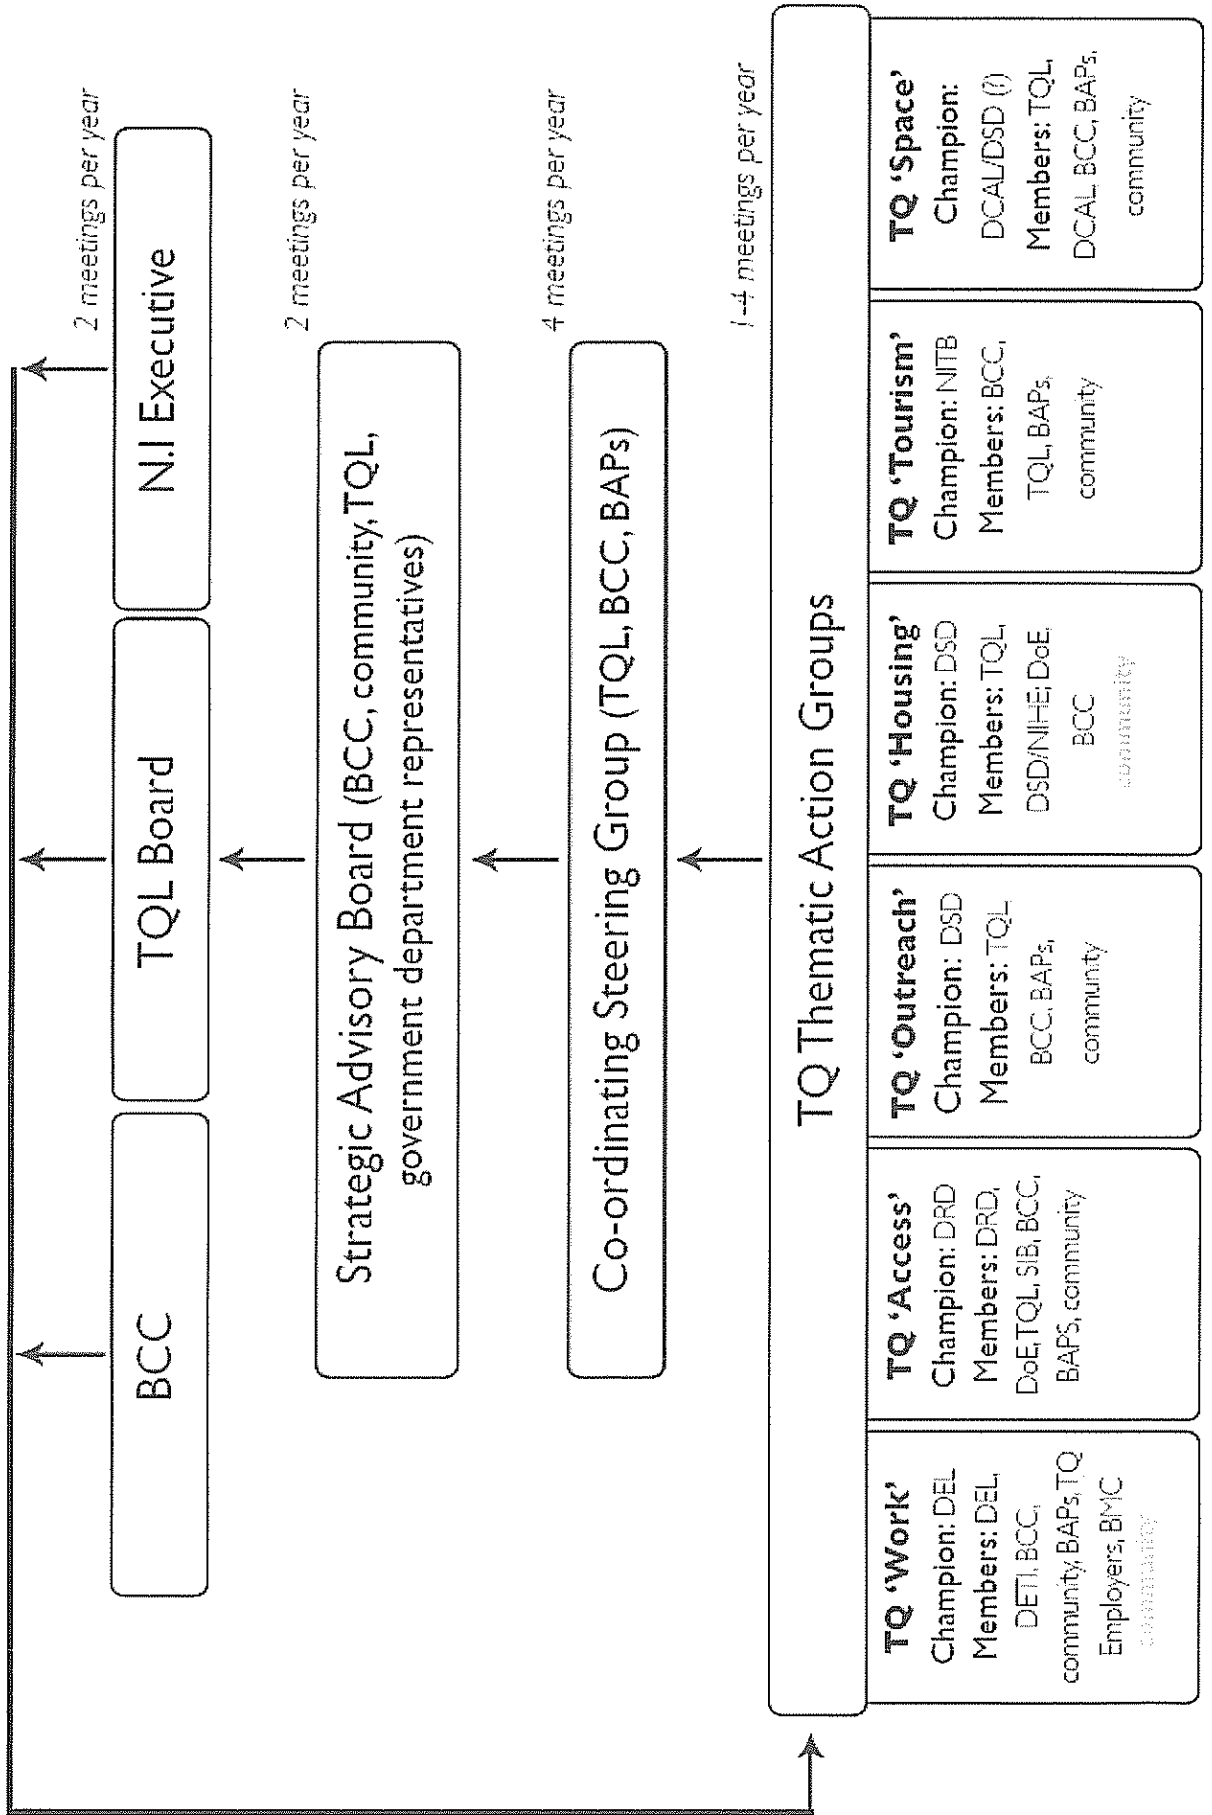 2 meetings per year
BCC
TQL Board
N.I Executive
2 meetings per year
Strategic Advisory Board (BCC, community, TQL,
government department representatives)
4 meetings per year
Co-ordinating Steering Group (TQL, BCC, BAPs)
1-4 meetings per year
TQ Thematic Action Groups
TQ ‘Work’
Champion: DEL
Members: DEL,
DETI, BCC,
community, BAPs, TQ
Employers, BMC
community
TQ ‘Access’
Champion: DRD
Members: DRD,
DoE, TQL, SIB, BCC,
BAPS, community
TQ ‘Outreach’
Champion: DSD
Members: TQL
BCC, BAPs,
community
TQ ‘Housing’
Champion: DSD
Members: TQL,
DSD/NIHE; DoE,
BCC
community
TQ ‘Tourism’
Champion: NITB
Members: BCC,
TQL, BAPs,
community
TQ ‘Space’
Champion:
DCAL/DSD
Members: TQL,
DCAL, BCC, BAPs,
community